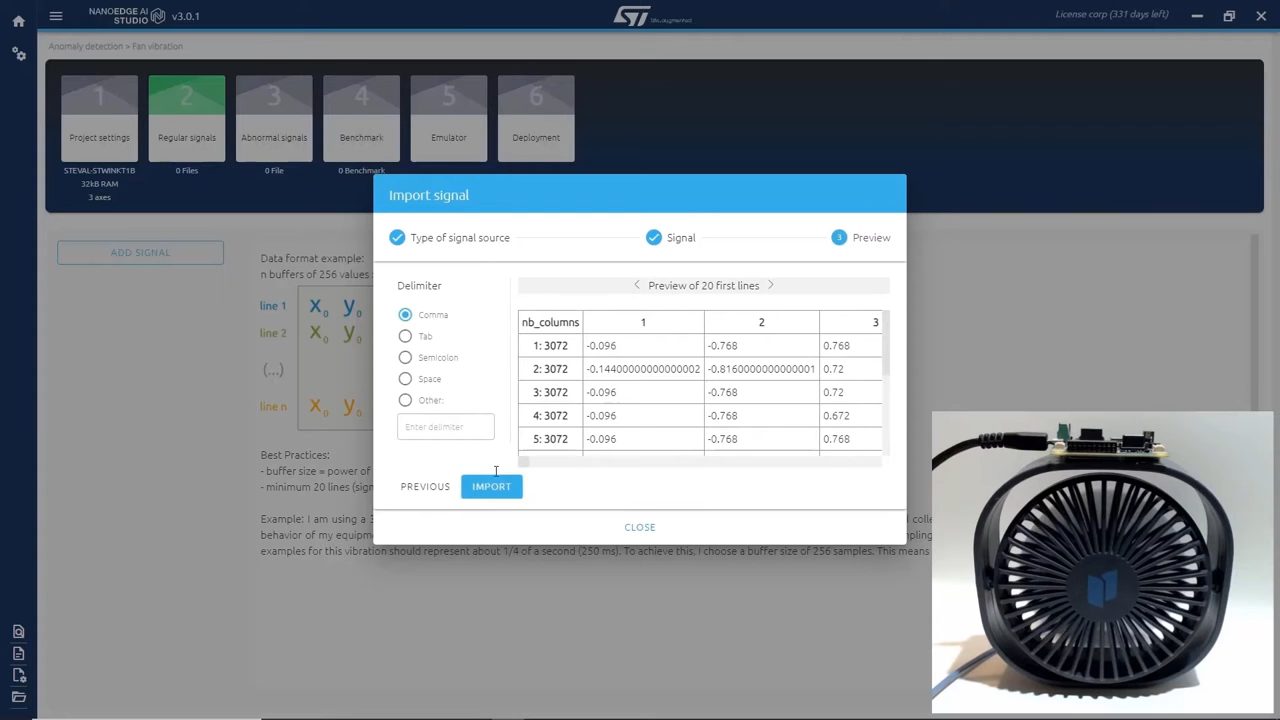 NANOEDGE AI
STUDIO v3.0.1
License corp (331 days left)
Anomaly detection > Fan vibration
1
2
3
4
5
6
Project settings
Regular signals
Abnormal signals
Benchmark
Emulator
Deployment
STEVAL-STWINKT1B
32kB RAM
3 axes
0 Files
0 File
0 Benchmark
ADD SIGNAL
Data format example:
n buffers of 256 values
line 1 X0 y0
line 2 X0 y0
(...)
line n X0 y0
Best Practices:
- buffer size = power of
- minimum 20 lines (sign
Example: I am using a 3
behavior of my equipme
examples for this vibration should represent about 1/4 of a second (250 ms). To achieve this, I choose a buffer size of 256 samples. This means
Import signal
Type of signal source
Signal
3 Preview
Delimiter
Comma
Tab
Semicolon
Space
Other:
Enter delimiter
Preview of 20 first lines
nb_columns 1 2 3
1: 3072 -0.096 -0.768 0.768
2: 3072 -0.14400000000000002 -0.8160000000000001 0.72
3: 3072 -0.096 -0.768 0.72
4: 3072 -0.096 -0.768 0.672
5: 3072 -0.096 -0.768 0.768
PREVIOUS
IMPORT
CLOSE